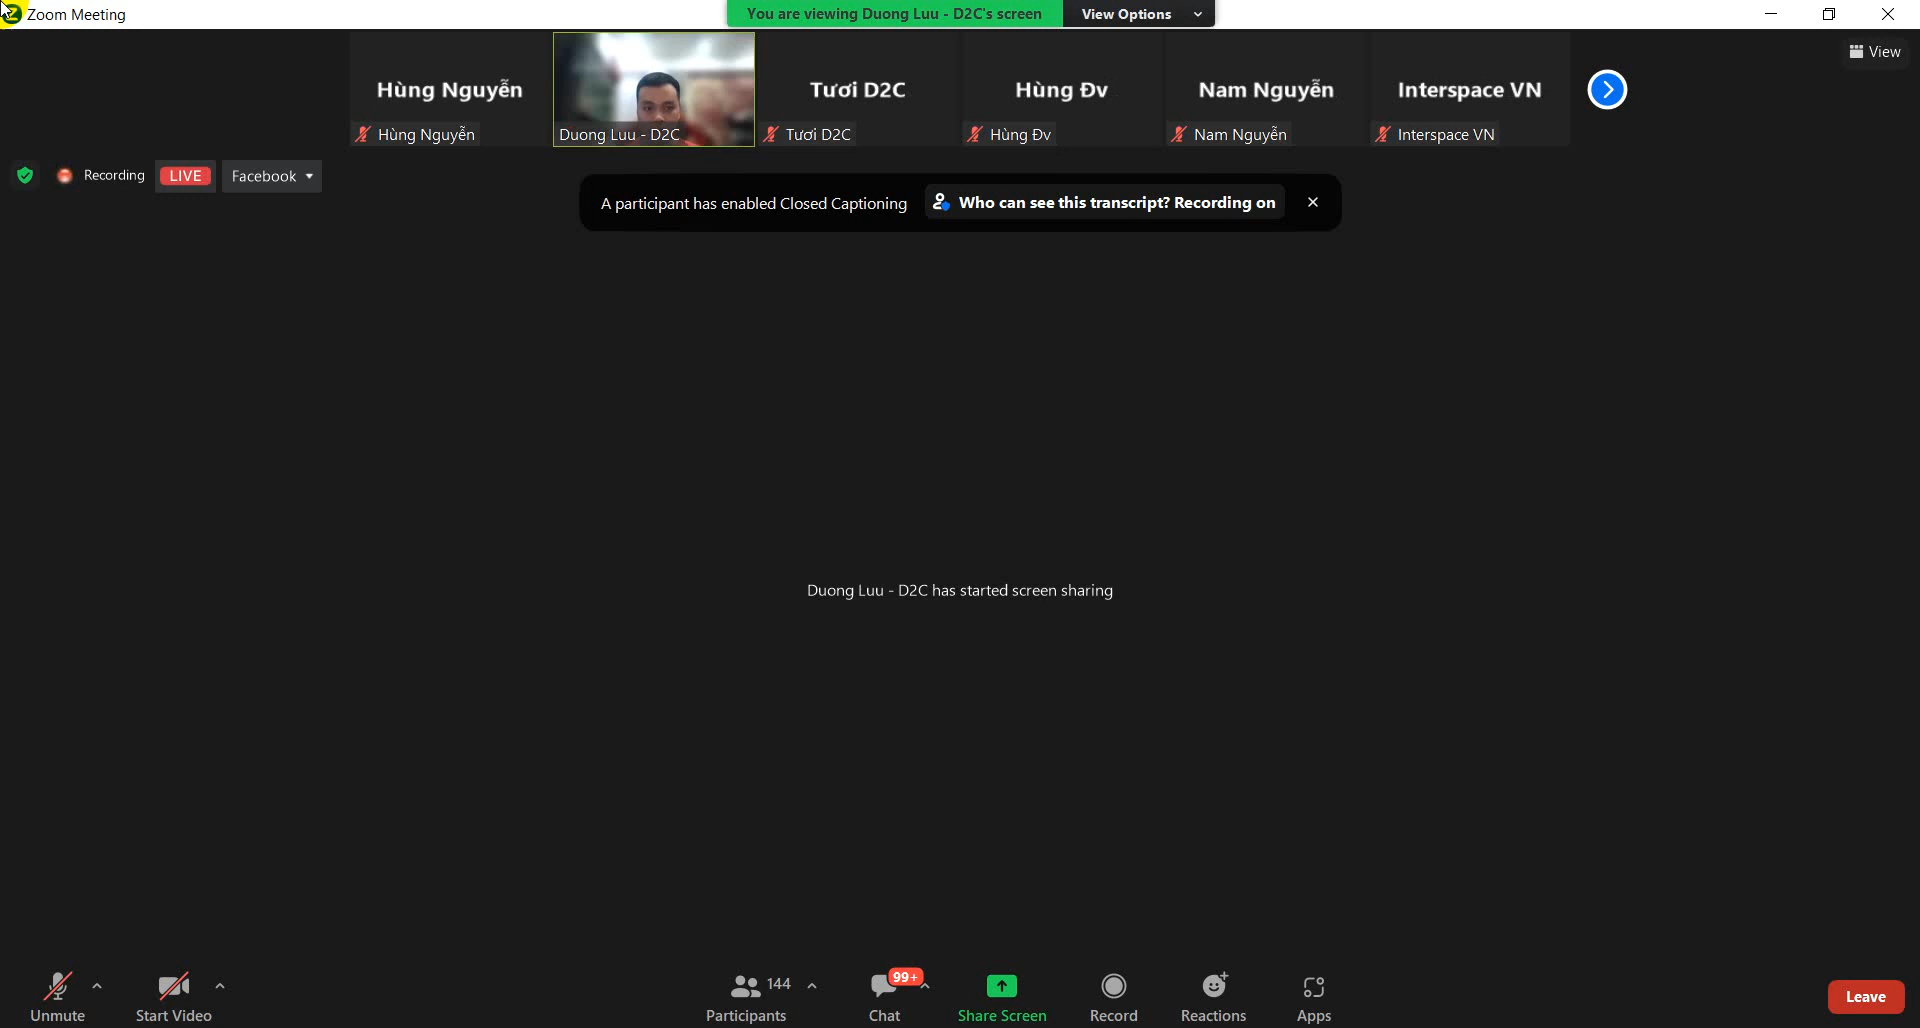 Zoom Meeting
You are viewing Duong Luu - D2C's screen
View Options
View
Hùng Nguyễn
Tươi D2C
Hùng Đv
Nam Nguyễn
Interspace VN
Hùng Nguyễn
Duong Luu - D2C
Tươi D2C
Hùng Đv
Nam Nguyễn
Interspace VN
Recording
LIVE
Facebook
A participant has enabled Closed Captioning
Who can see this transcript? Recording on
Duong Luu - D2C has started screen sharing
144
99+
Unmute
Start Video
Participants
Chat
Share Screen
Record
Reactions
Apps
Leave